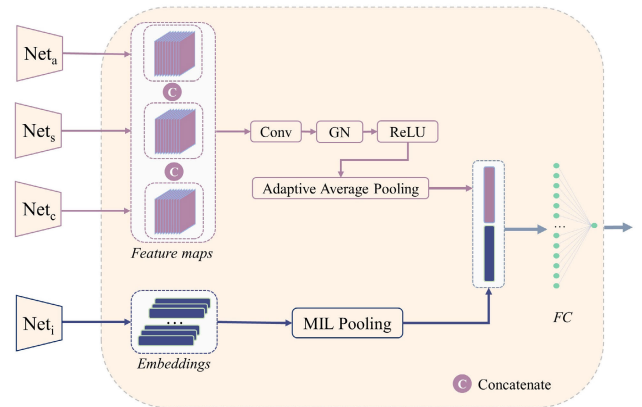 Net_a
C
Net_s
Conv
GN
ReLU
C
Adaptive Average Pooling
Net_c
Feature maps
...
Net_i
...
MIL Pooling
FC
Embeddings
C Concatenate